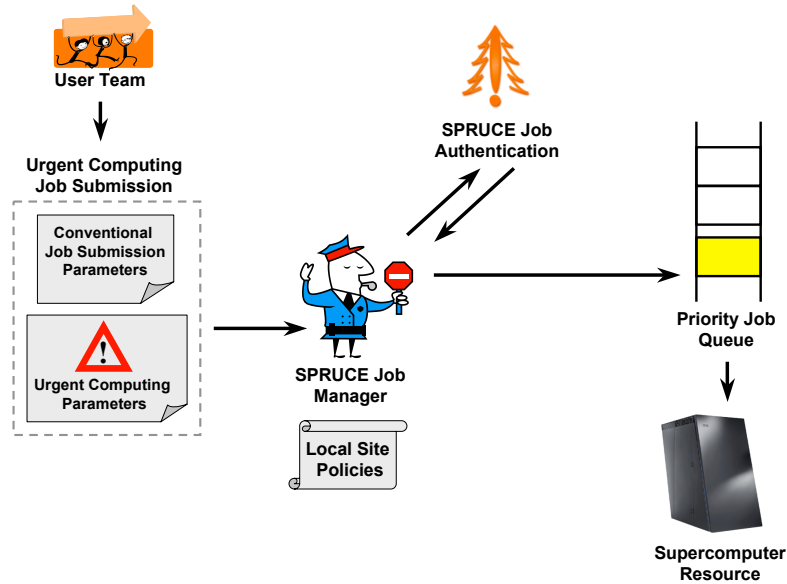 User Team
Urgent Computing
Job Submission
Conventional
Job Submission
Parameters
!
Urgent Computing
Parameters
SPRUCE Job
Authentication
SPRUCE Job
Manager
Local Site
Policies
Priority Job
Queue
Supercomputer
Resource